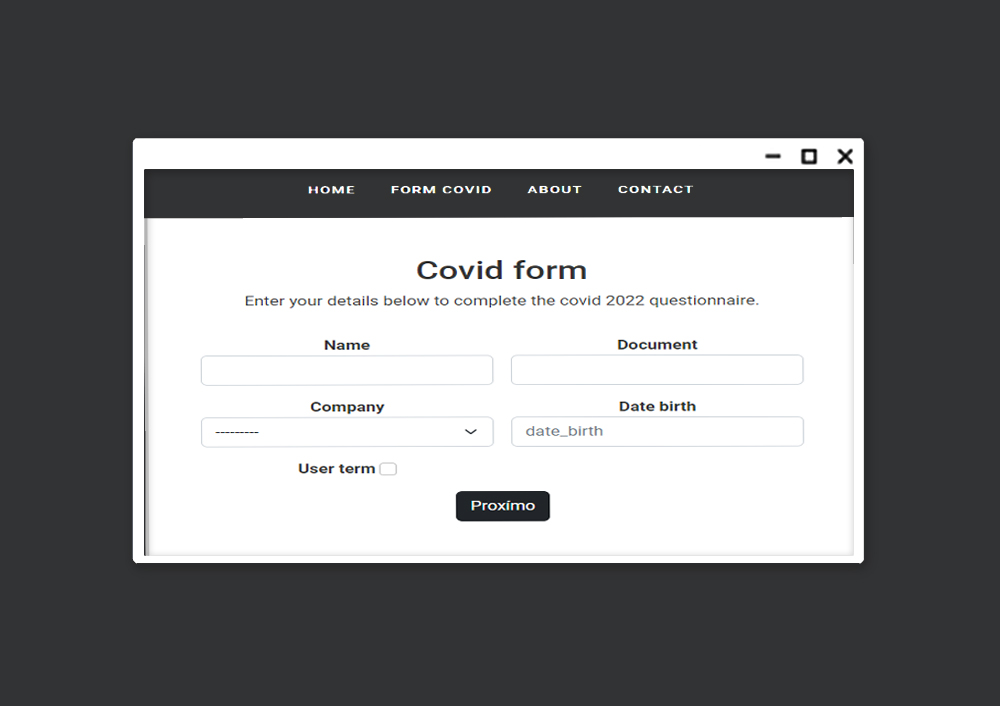 HOME FORM COVID ABOUT CONTACT
Covid form
Enter your details below to complete the covid 2022 questionnaire.
Name Document
Company Date birth
--------- date_birth
User term
Proxímo